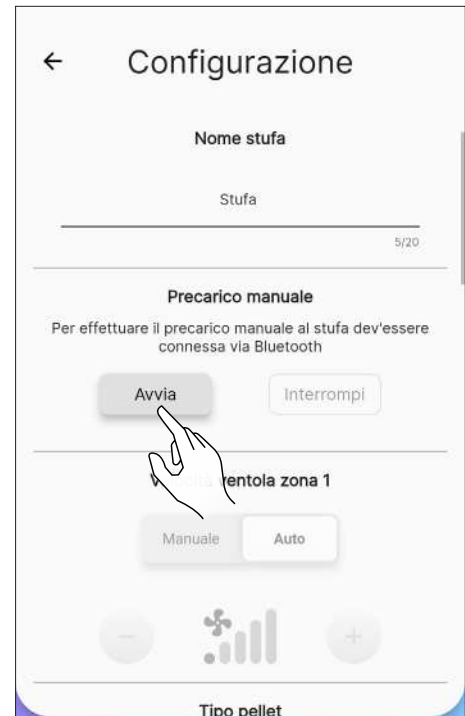 Configurazione
Nome stufa
Stufa
5/20
Precarico manuale
Per effettuare il precarico manuale al stufa dev'essere
connessa via Bluetooth
Avvia
Interrompi
ventola zona 1
Manuale
Auto
Tipo pellet